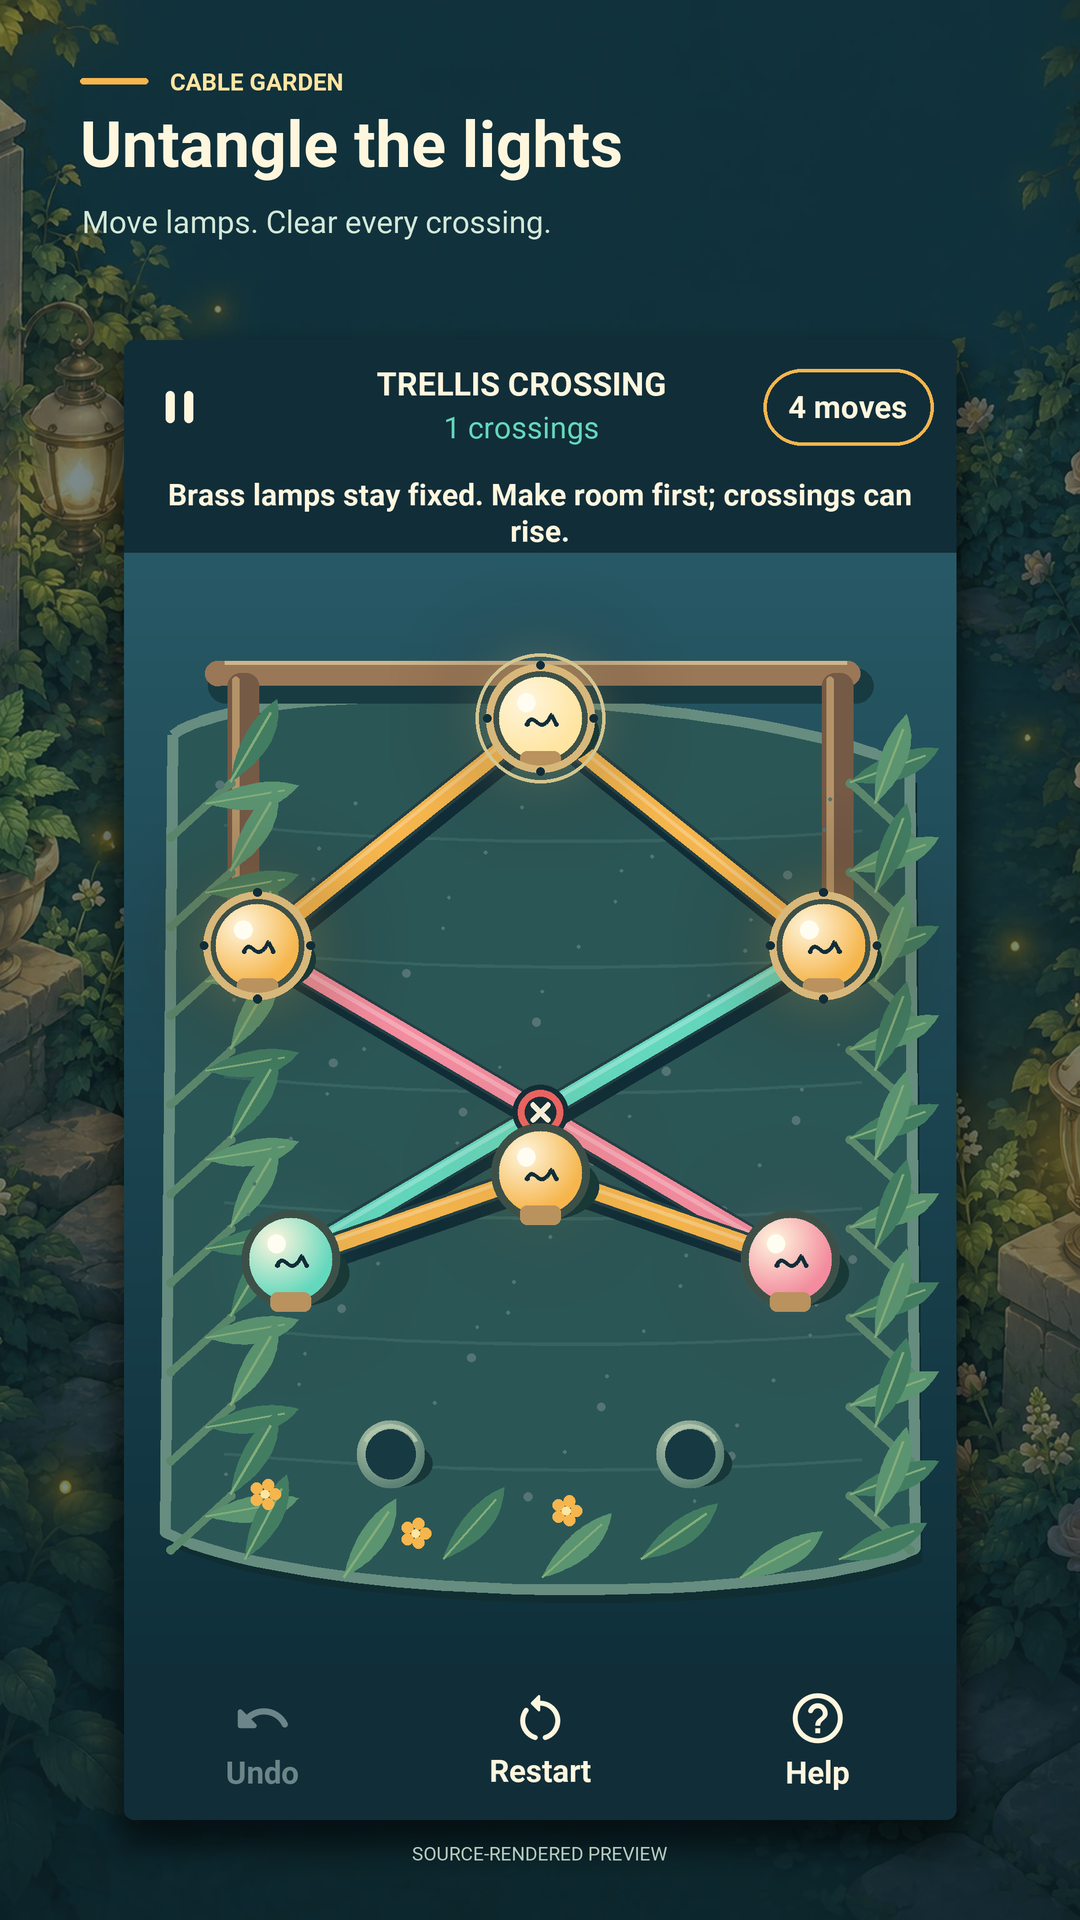 CABLE GARDEN
Untangle the lights
Move lamps. Clear every crossing.
TRELLIS CROSSING
1 crossings
4 moves
Brass lamps stay fixed. Make room first; crossings can
rise.
Undo
Restart
Help
SOURCE-RENDERED PREVIEW